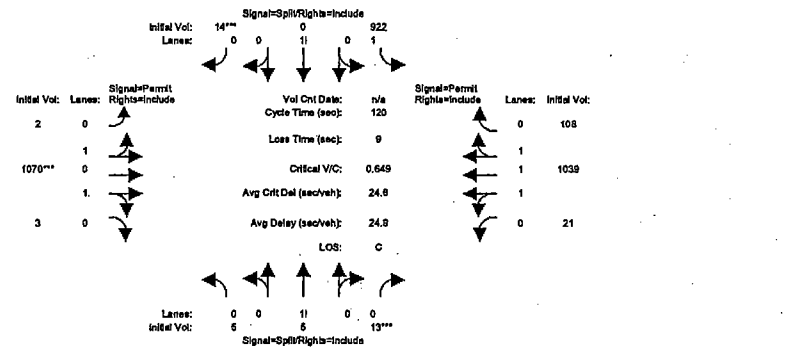 Signal=Split/Rights=Include
Initial Vol: 14*** 0 922
Lanes: 0 0 1! 0 1
Signal=Permit
Initial Vol: Lanes: Rights=Include
Vol Cnt Date: n/a
Signal=Permit
Rights=Include Lanes: Initial Vol:
2 0
Cycle Time (sec): 120
0 108
1
Loss Time (sec): 9
1
1070*** 0
Critical V/C: 0.649
1 1039
1
Avg Crit Del (sec/veh): 24.6
1
3 0
Avg Delay (sec/veh): 24.8
0 21
LOS: C
Lanes: 0 0 1! 0 0
Initial Vol: 5 5 13***
Signal=Split/Rights=Include